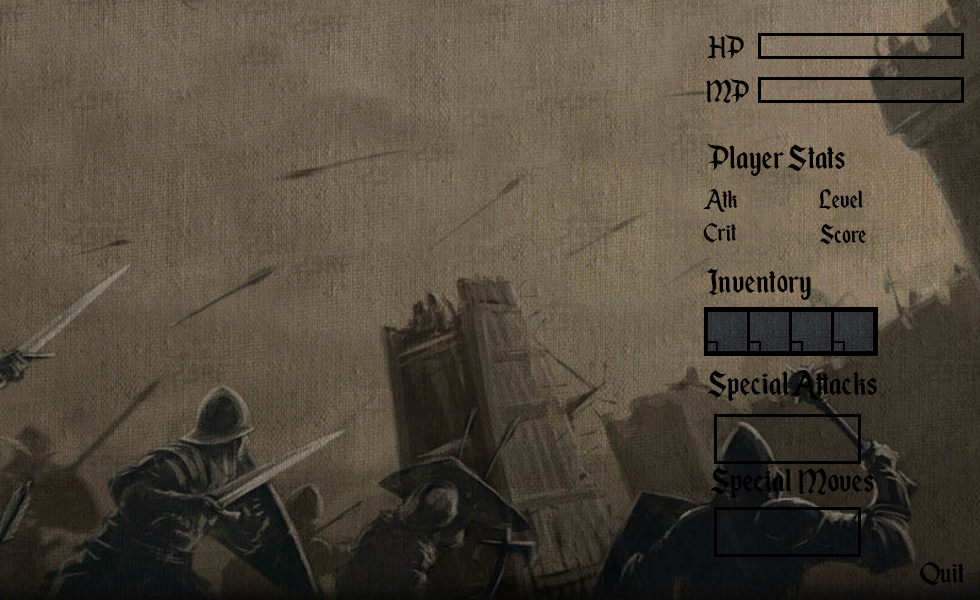 HP
MP
Player Stats
Atk Level
Crit Score
Inventory
Special Attacks
Special Moves
Quit